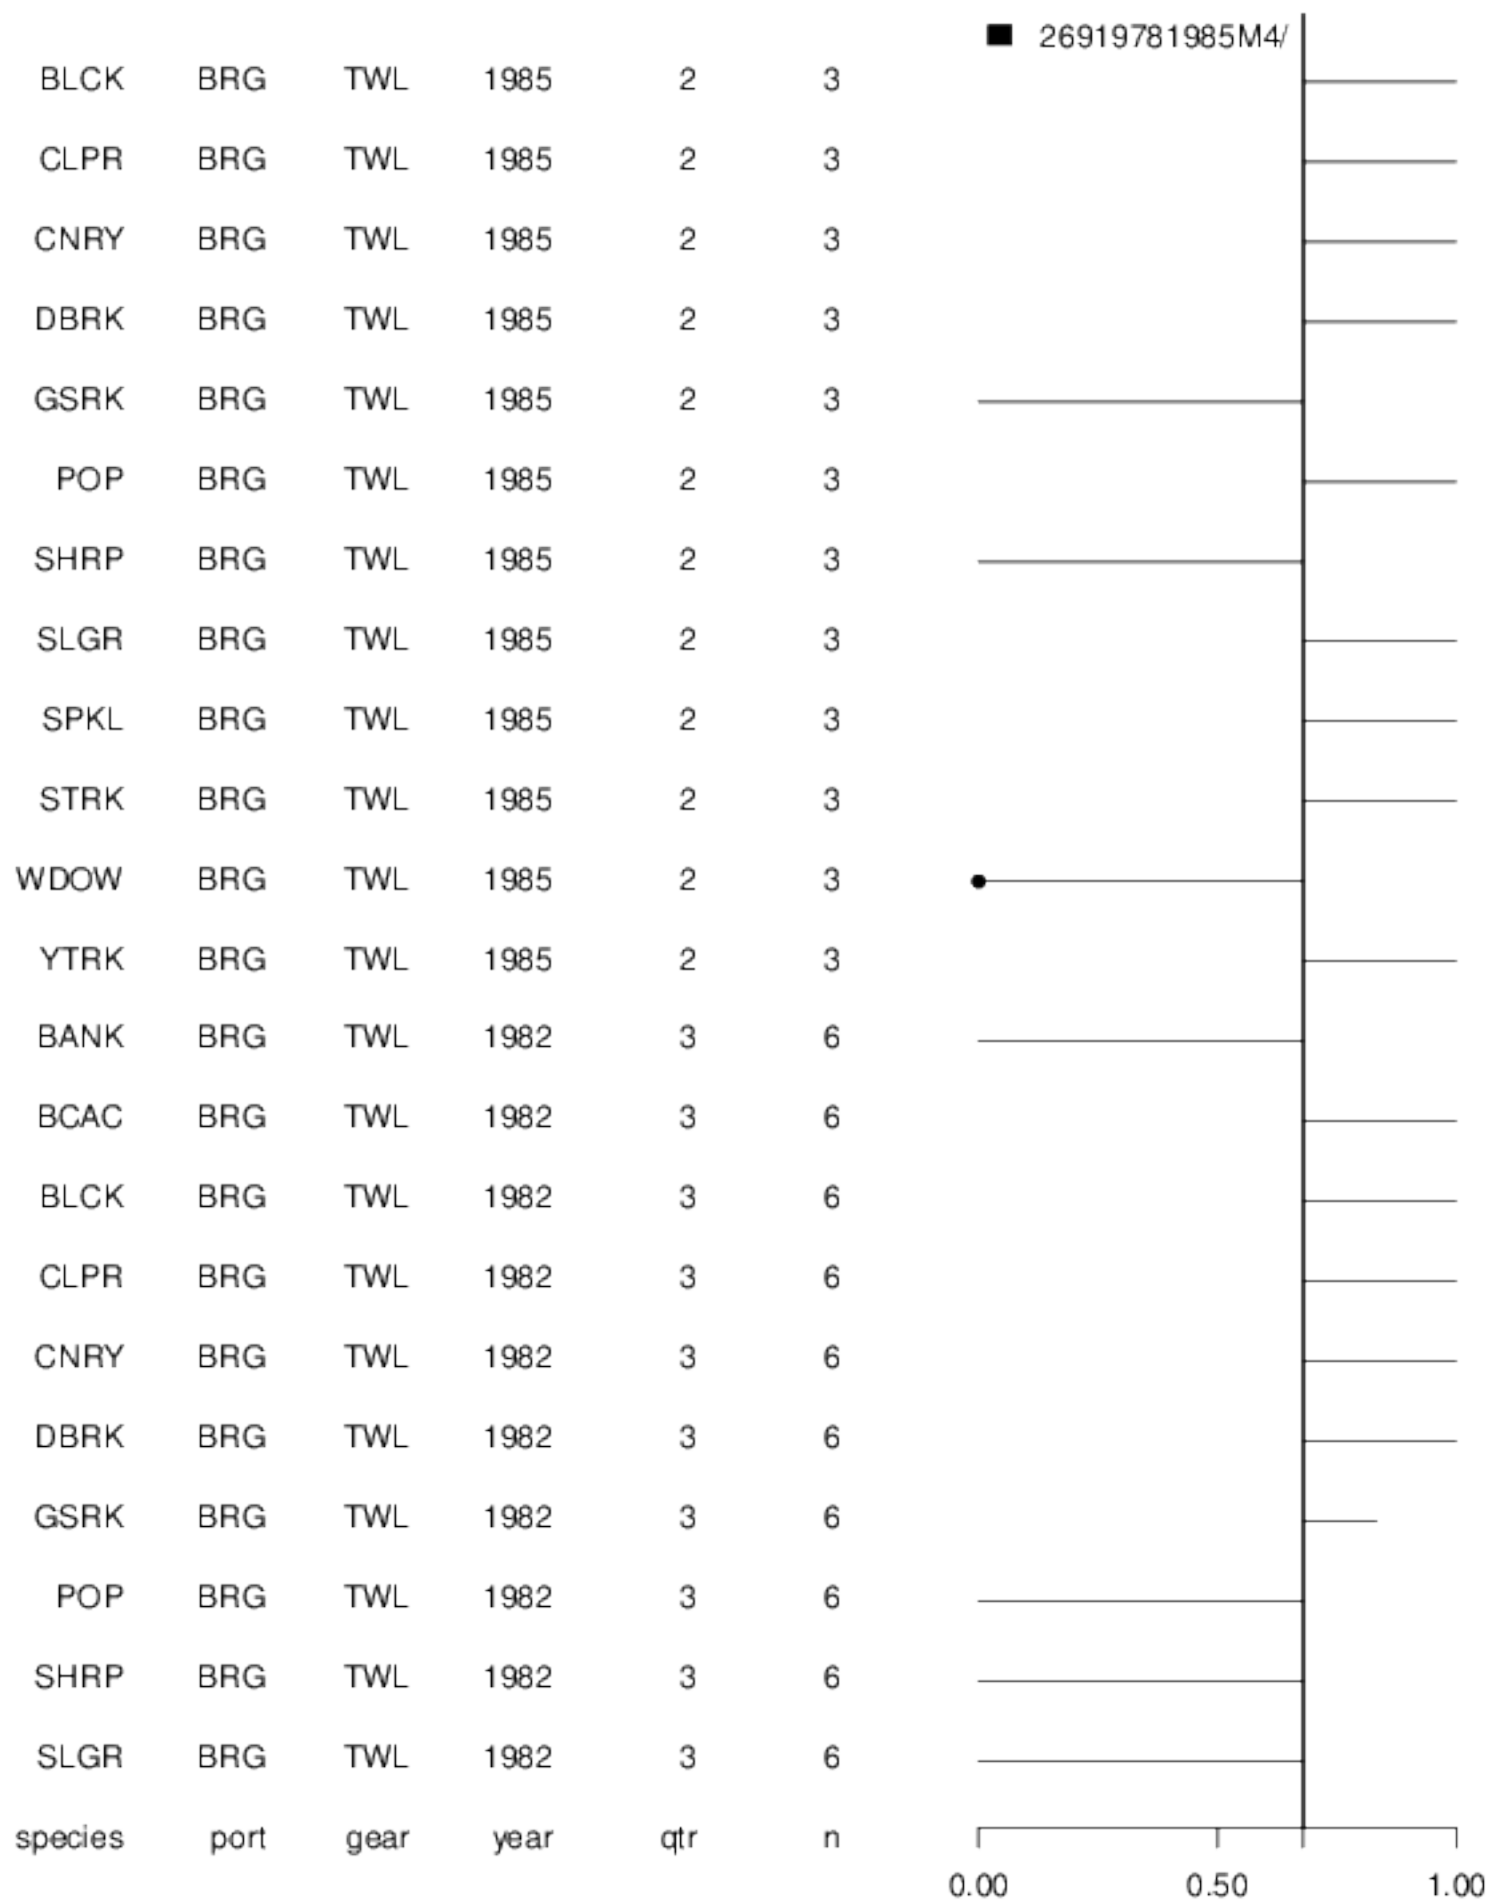 26919781985M4/
BLCK BRG TWL 1985 2 3
CLPR BRG TWL 1985 2 3
CNRY BRG TWL 1985 2 3
DBRK BRG TWL 1985 2 3
GSRK BRG TWL 1985 2 3
POP BRG TWL 1985 2 3
SHRP BRG TWL 1985 2 3
SLGR BRG TWL 1985 2 3
SPKL BRG TWL 1985 2 3
STRK BRG TWL 1985 2 3
WDOW BRG TWL 1985 2 3
YTRK BRG TWL 1985 2 3
BANK BRG TWL 1982 3 6
BCAC BRG TWL 1982 3 6
BLCK BRG TWL 1982 3 6
CLPR BRG TWL 1982 3 6
CNRY BRG TWL 1982 3 6
DBRK BRG TWL 1982 3 6
GSRK BRG TWL 1982 3 6
POP BRG TWL 1982 3 6
SHRP BRG TWL 1982 3 6
SLGR BRG TWL 1982 3 6
species port gear year qtr n
0.00 0.50 1.00